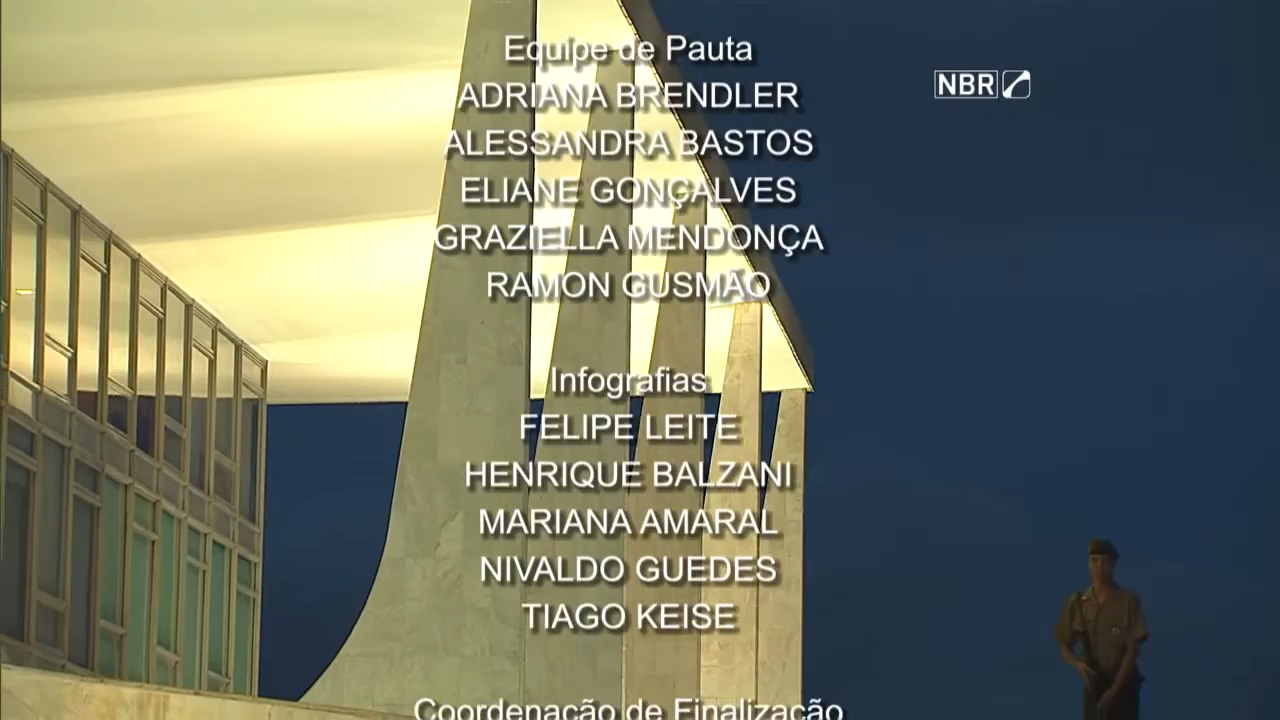 Equipe de Pauta
NBR
ADRIANA BRENDLER
ALESSANDRA BASTOS
ELIANE GONÇALVES
GRAZIELLA MENDONÇA
RAMON GUSMÃO
Infografias
FELIPE LEITE
HENRIQUE BALZANI
MARIANA AMARAL
NIVALDO GUEDES
TIAGO KEISE
Coordenação de Finalização